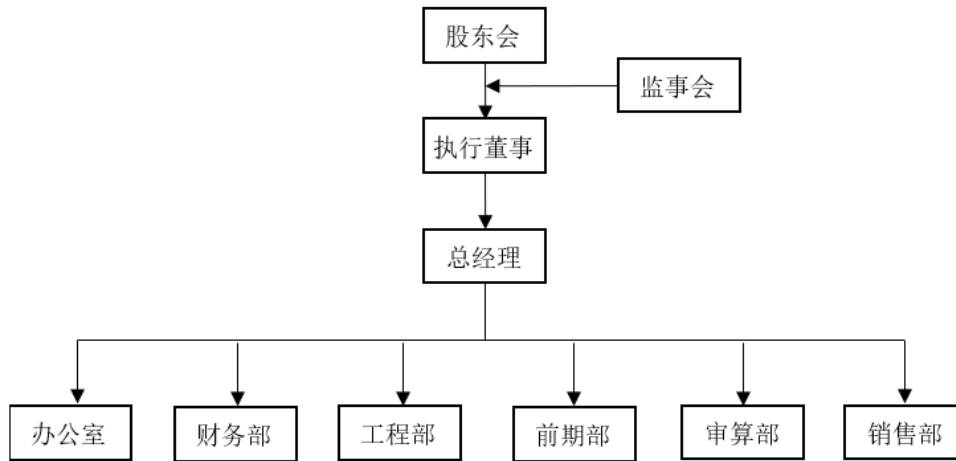 股东会
监事会
执行董事
总经理
办公室
财务部
工程部
前期部
审算部
销售部